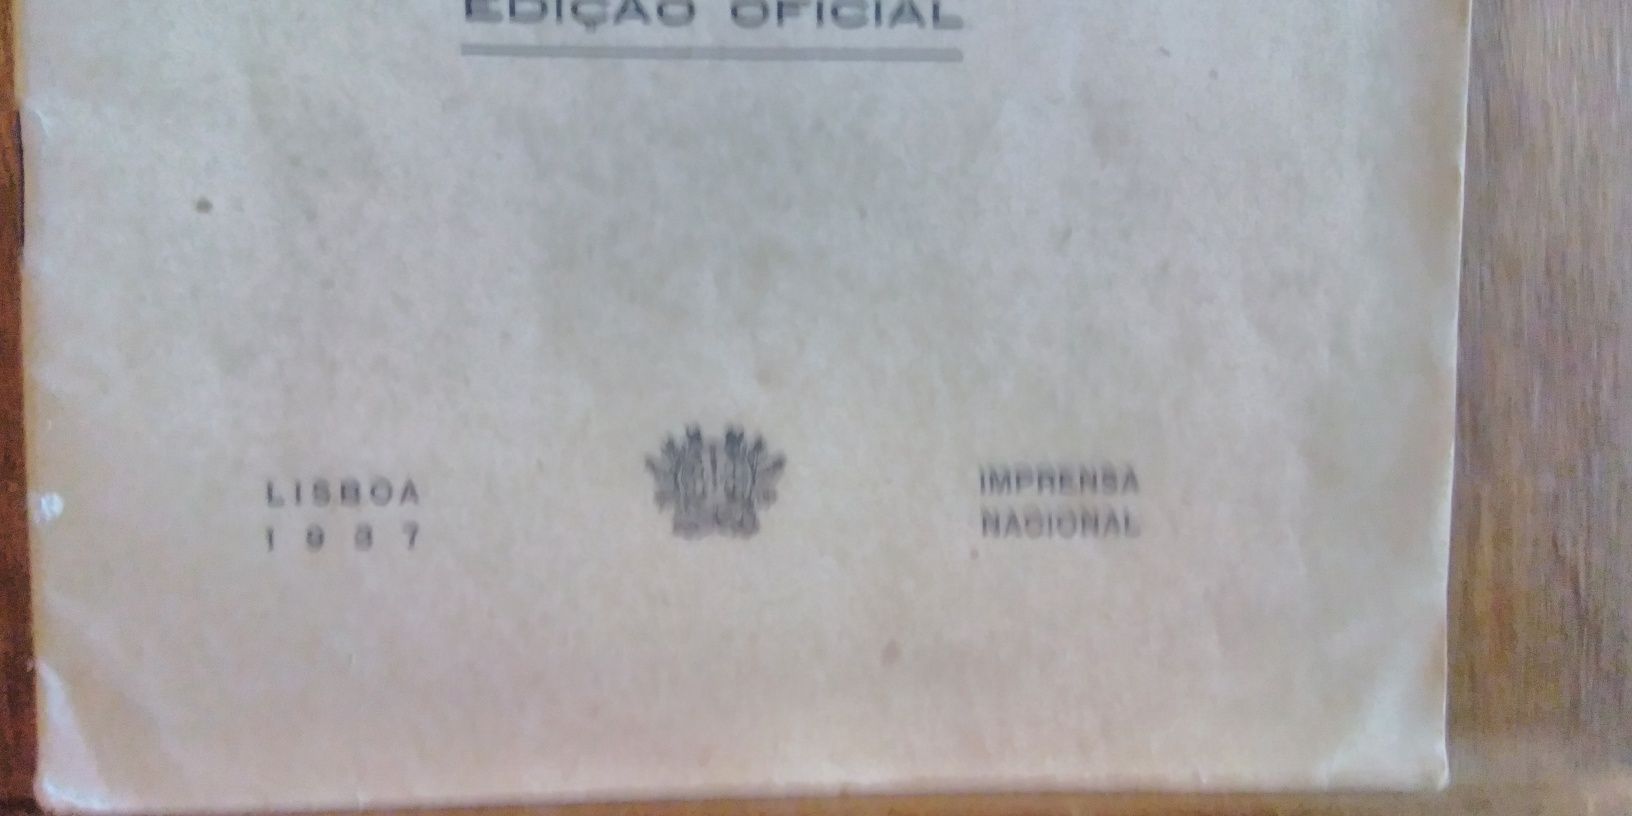 EDIÇÃO OFICIAL
LISBOA
1937
IMPRENSA
NACIONAL